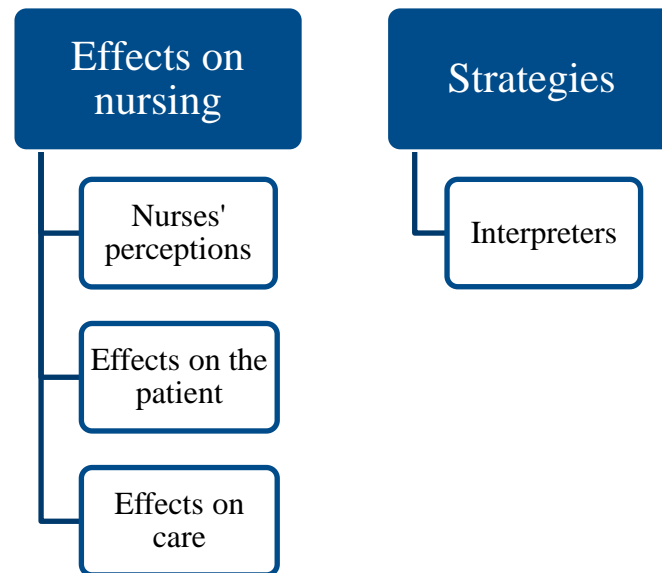 Effects on
nursing
Nurses'
perceptions
Effects on the
patient
Effects on
care
Strategies
Interpreters